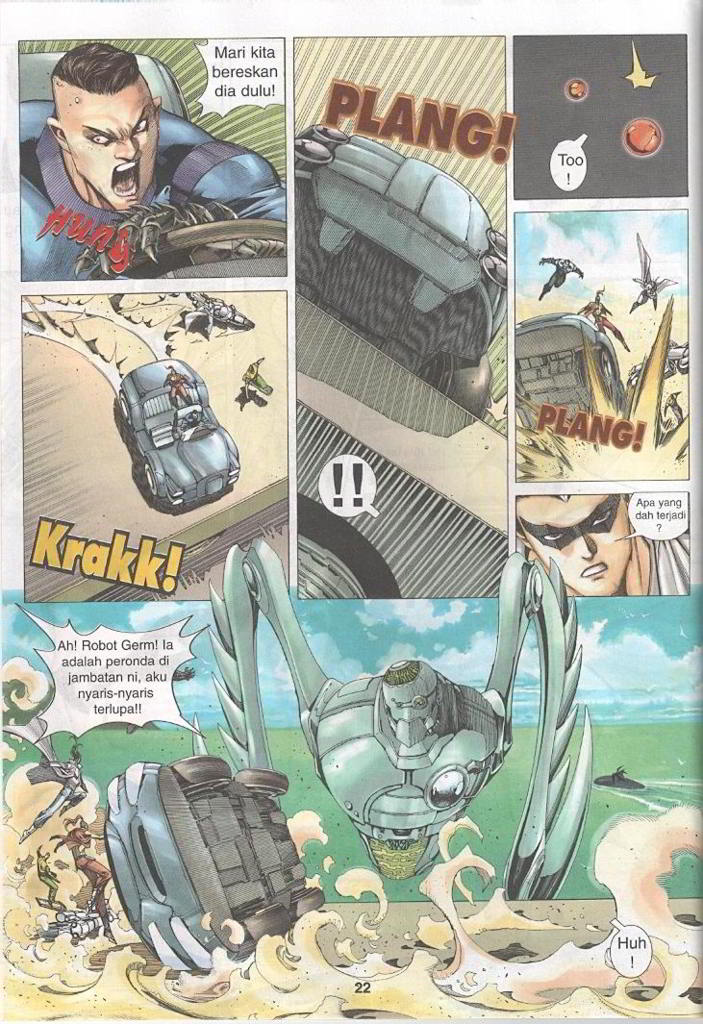 Mari kita
bereskan
dia dulu!
Hung
PLANG!
Too
!
Krakk!
!!
PLANG!
Apa yang
dah terjadi
?
Ah! Robot Germ! Ia
adalah peronda di
jambatan ni, aku
nyaris-nyaris
terlupa!!
Huh
!
22